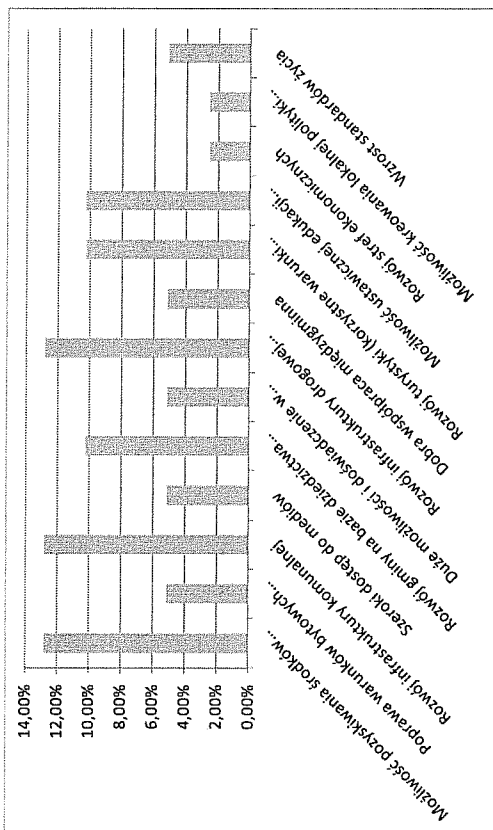 14,00%
12,00%
10,00%
8,00%
6,00%
4,00%
2,00%
0,00%
Możliwość pozyskiwania środków...
Poprawa warunków bytowych...
Rozwój infrastruktury komunalnej
Szeroki dostęp do mediów
Rozwój gminy na bazie dziedzictwa...
Duże możliwości i doświadczenie w...
Rozwój infrastruktury drogowej...
Dobra współpraca międzygminna
Rozwój turystyki (korzystne warunki...
Możliwość ustawicznej edukacji...
Rozwój stref ekonomicznych
Możliwość kreowania lokalnej polityki...
Wzrost standardów życia